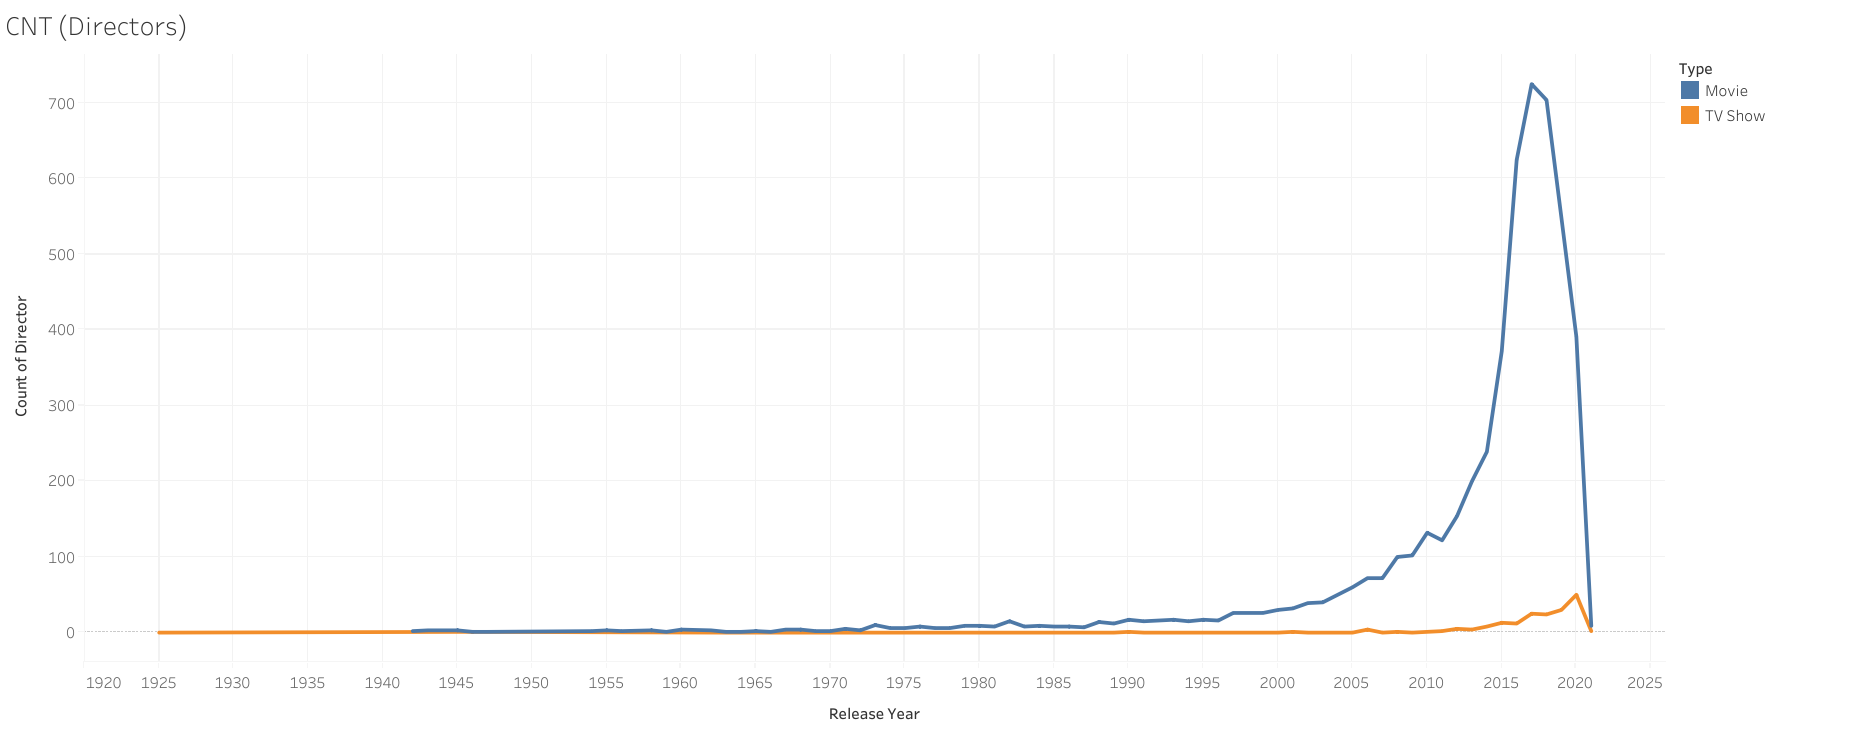 CNT (Directors)
Type
Movie
TV Show
700
600
500
400
300
200
100
0
Count of Director
1920 1925 1930 1935 1940 1945 1950 1955 1960 1965 1970 1975 1980 1985 1990 1995 2000 2005 2010 2015 2020 2025
Release Year